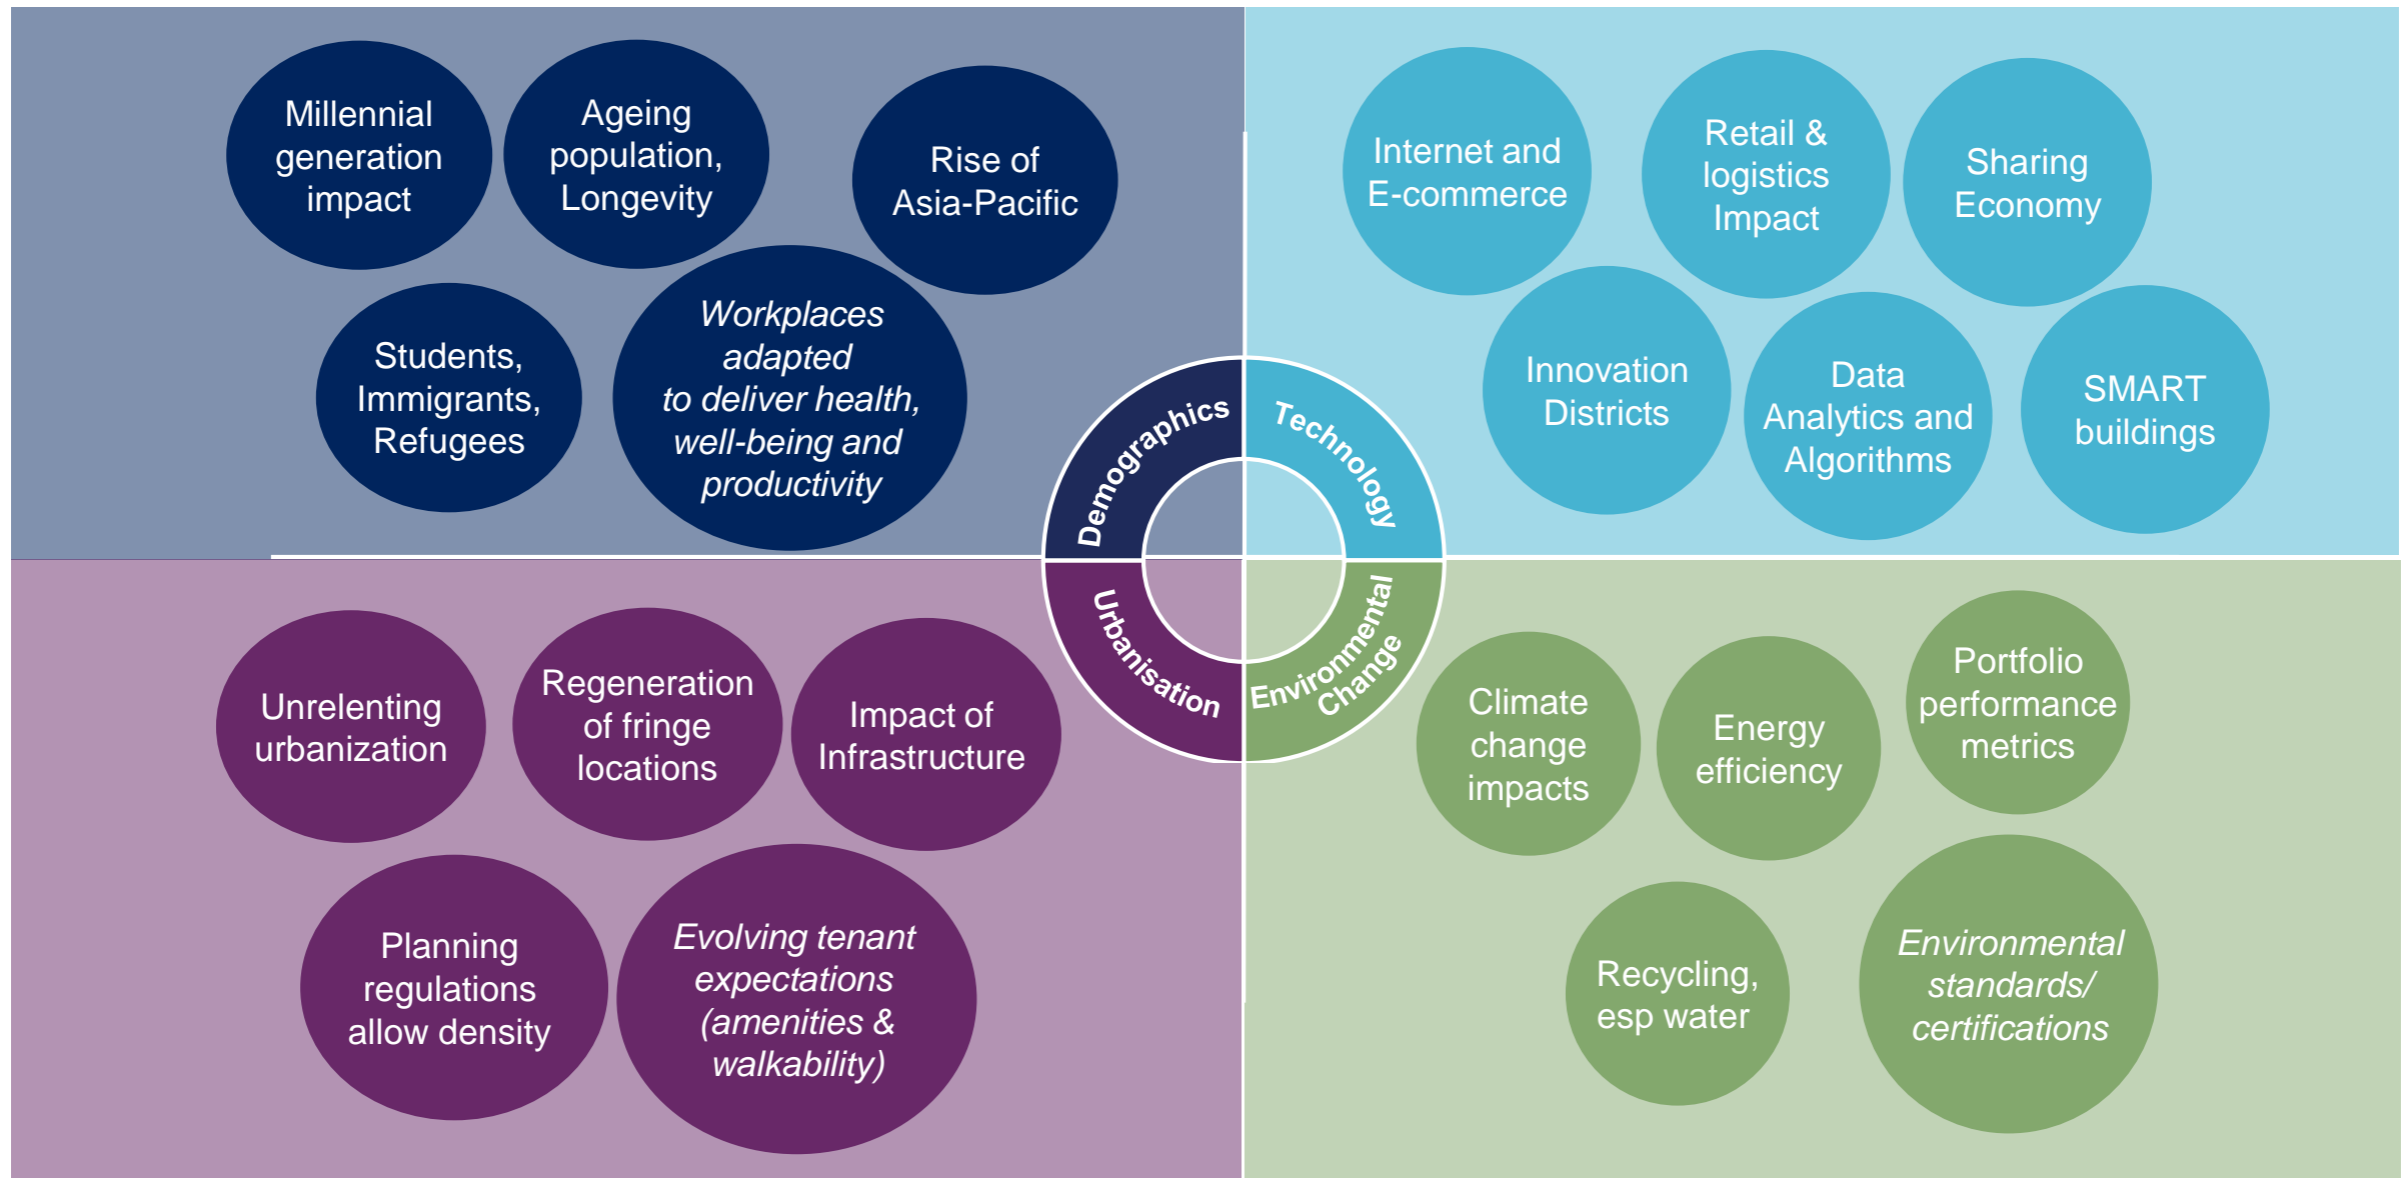 Millennial
generation
impact
Ageing
population,
Longevity
Rise of
Asia-Pacific
Students,
Immigrants,
Refugees
Workplaces
adapted
to deliver health,
well-being and
productivity
Internet and
E-commerce
Retail &
logistics
Impact
Sharing
Economy
Innovation
Districts
Data
Analytics and
Algorithms
SMART
buildings
Demographics
Technology
Urbanisation
Environmental
Change
Unrelenting
urbanization
Regeneration
of fringe
locations
Impact of
Infrastructure
Planning
regulations
allow density
Evolving tenant
expectations
(amenities &
walkability)
Climate
change
impacts
Energy
efficiency
Portfolio
performance
metrics
Recycling,
esp water
Environmental
standards/
certifications